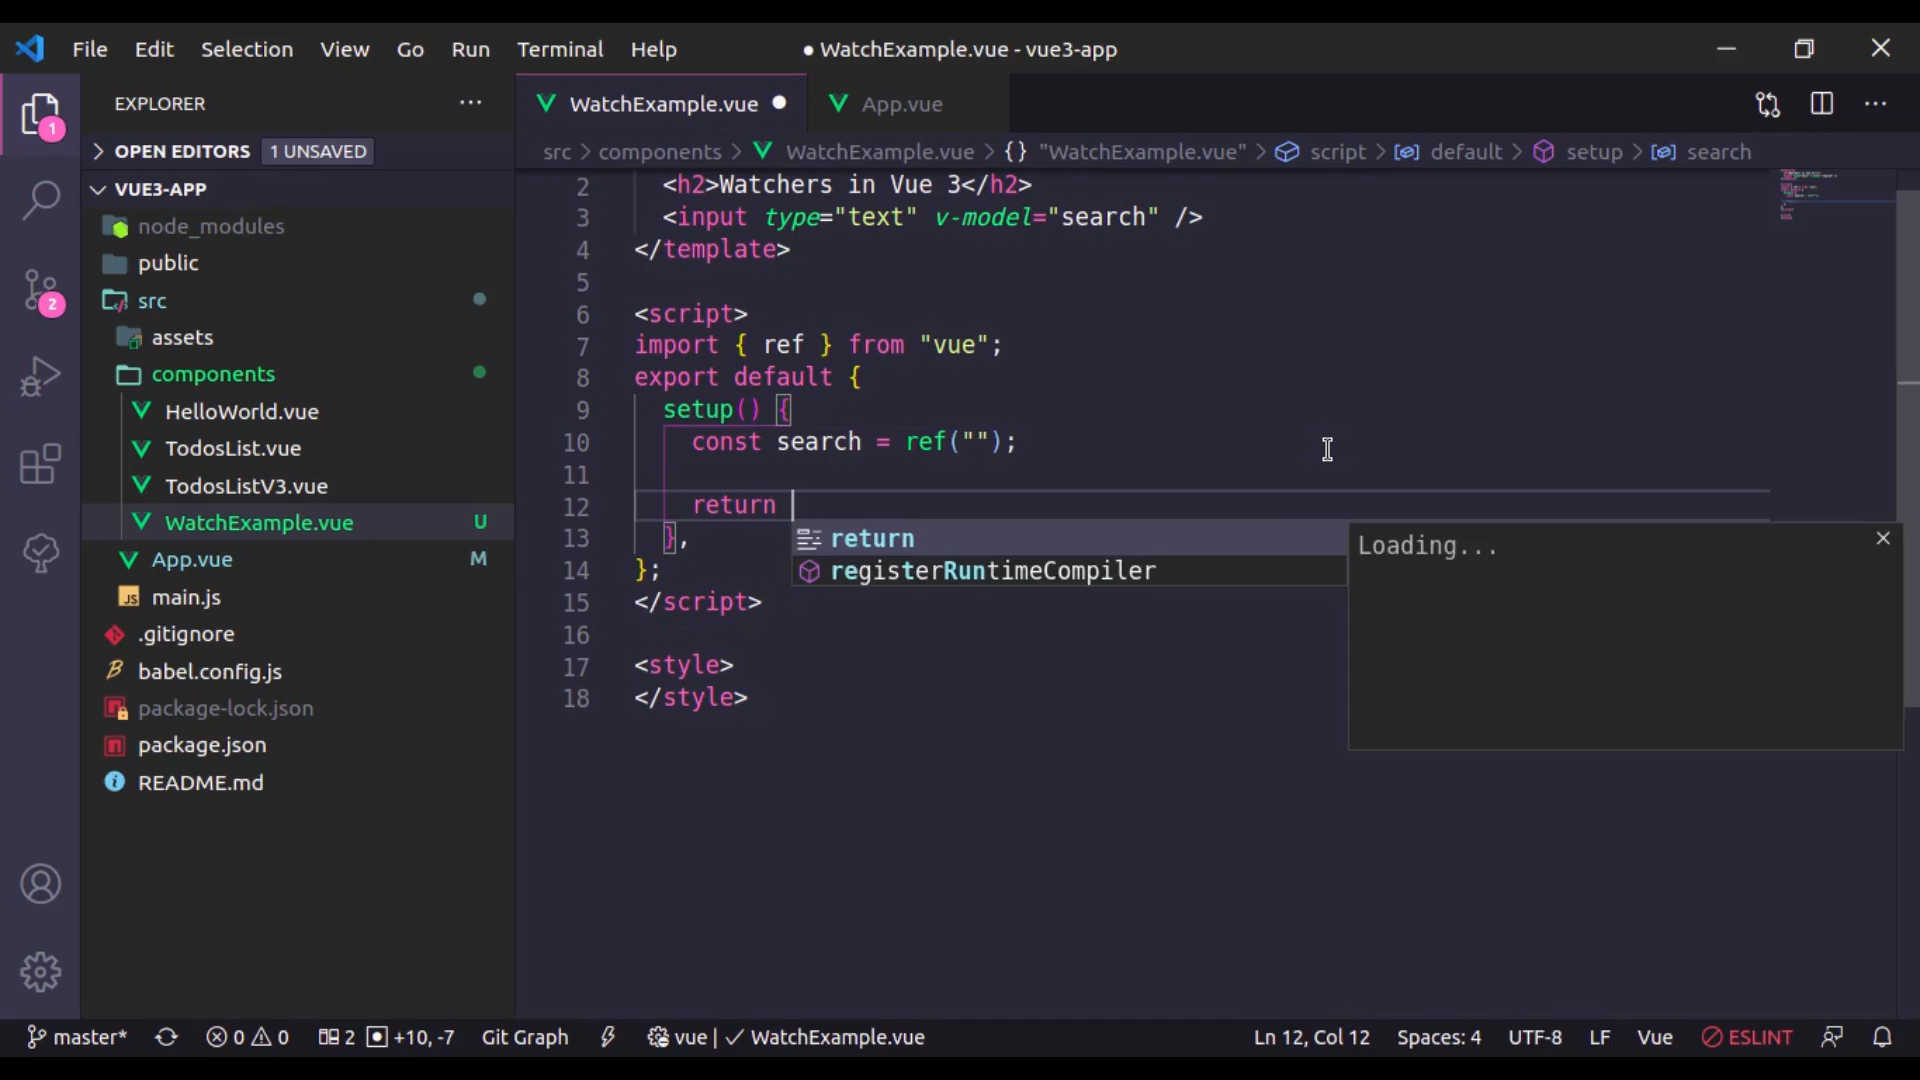 File Edit Selection View Go Run Terminal Help ● WatchExample.vue - vue3-app
EXPLORER
OPEN EDITORS 1 UNSAVED
VUE3-APP
node_modules
public
src
assets
components
HelloWorld.vue
TodosList.vue
TodosListV3.vue
WatchExample.vue U
App.vue M
main.js
.gitignore
babel.config.js
package-lock.json
package.json
README.md
1
2
WatchExample.vue ● App.vue
src > components > WatchExample.vue > {} "WatchExample.vue" > script > default > setup > search
2 <h2>Watchers in Vue 3</h2>
3 <input type="text" v-model="search" />
4 </template>
5
6 <script>
7 import { ref } from "vue";
8 export default {
9 setup() {
10 const search = ref("");
11
12 return
13 },
14 };
15 </script>
16
17 <style>
18 </style>
return
registerRuntimeCompiler
Loading...
master* 0 0 2 +10, -7 Git Graph vue | ✓ WatchExample.vue Ln 12, Col 12 Spaces: 4 UTF-8 LF Vue ESLINT